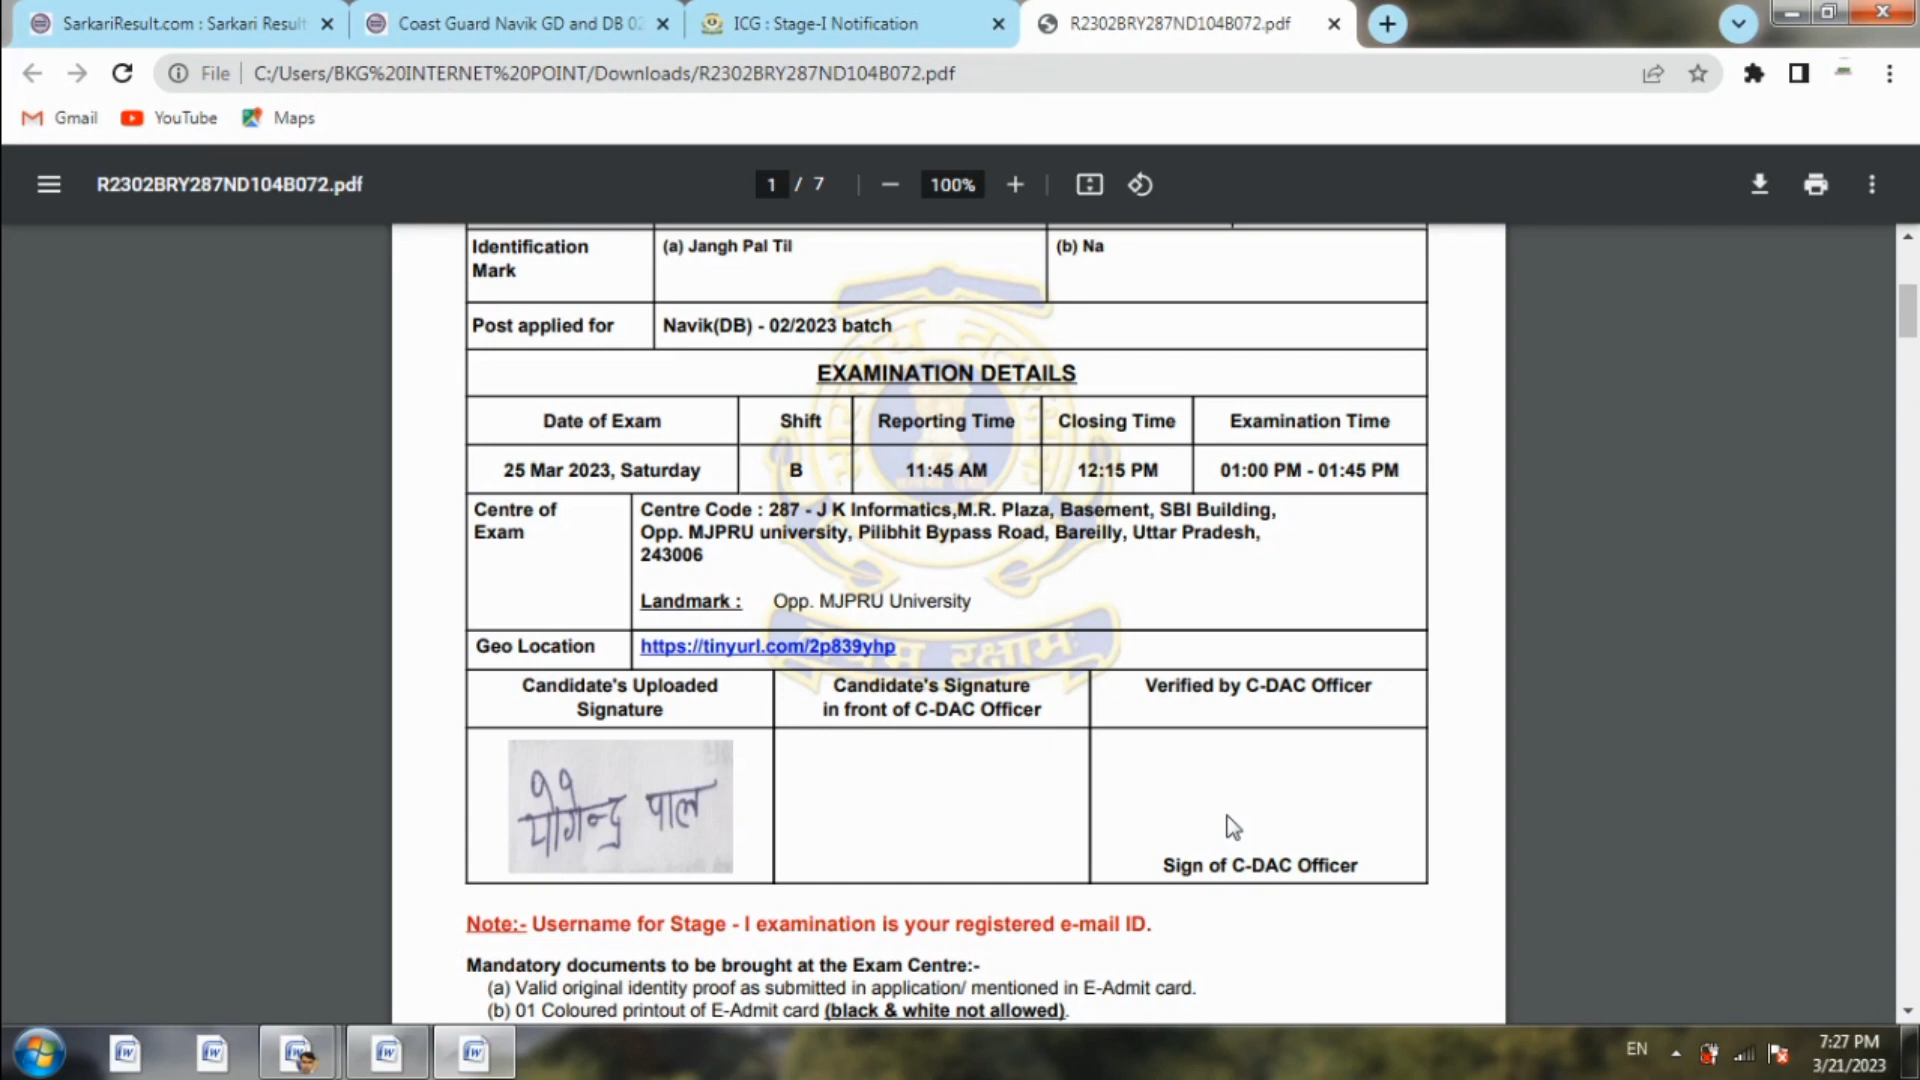 SarkariResult.com : Sarkari Result
Coast Guard Navik GD and DB 02
ICG : Stage-I Notification
R2302BRY287ND104B072.pdf
File
C:/Users/BKG%20INTERNET%20POINT/Downloads/R2302BRY287ND104B072.pdf
Gmail
YouTube
Maps
R2302BRY287ND104B072.pdf
1 / 7
100%
Identification Mark
(a) Jangh Pal Til
(b) Na
Post applied for
Navik(DB) - 02/2023 batch
EXAMINATION DETAILS
Date of Exam
Shift
Reporting Time
Closing Time
Examination Time
25 Mar 2023, Saturday
B
11:45 AM
12:15 PM
01:00 PM - 01:45 PM
Centre of Exam
Centre Code : 287 - J K Informatics,M.R. Plaza, Basement, SBI Building,
Opp. MJPRU university, Pilibhit Bypass Road, Bareilly, Uttar Pradesh,
243006
Landmark : Opp. MJPRU University
Geo Location
https://tinyurl.com/2p839yhp
Candidate's Uploaded Signature
Candidate's Signature in front of C-DAC Officer
Verified by C-DAC Officer
योगेन्द्र पाल
Sign of C-DAC Officer
Note:- Username for Stage - I examination is your registered e-mail ID.
Mandatory documents to be brought at the Exam Centre:-
(a) Valid original identity proof as submitted in application/ mentioned in E-Admit card.
(b) 01 Coloured printout of E-Admit card (black & white not allowed).
EN
7:27 PM
3/21/2023